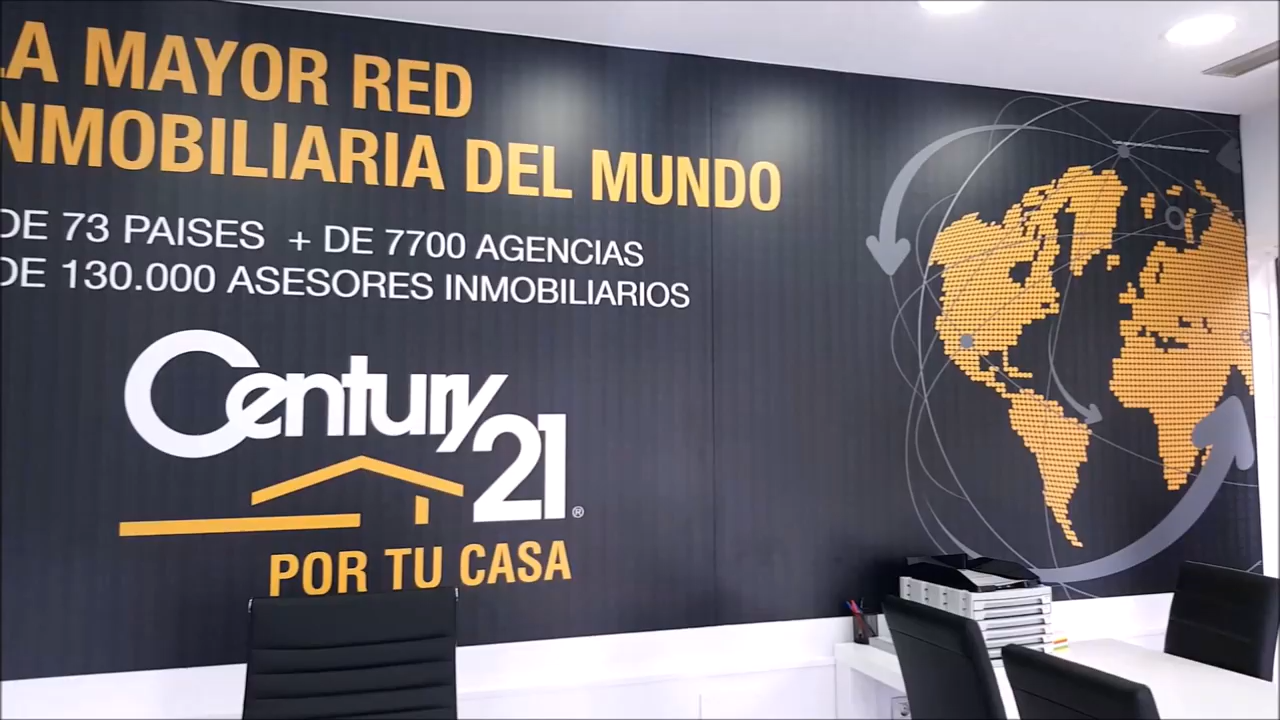 LA MAYOR RED
INMOBILIARIA DEL MUNDO
DE 73 PAISES + DE 7700 AGENCIAS
DE 130.000 ASESORES INMOBILIARIOS
Century
21®
POR TU CASA